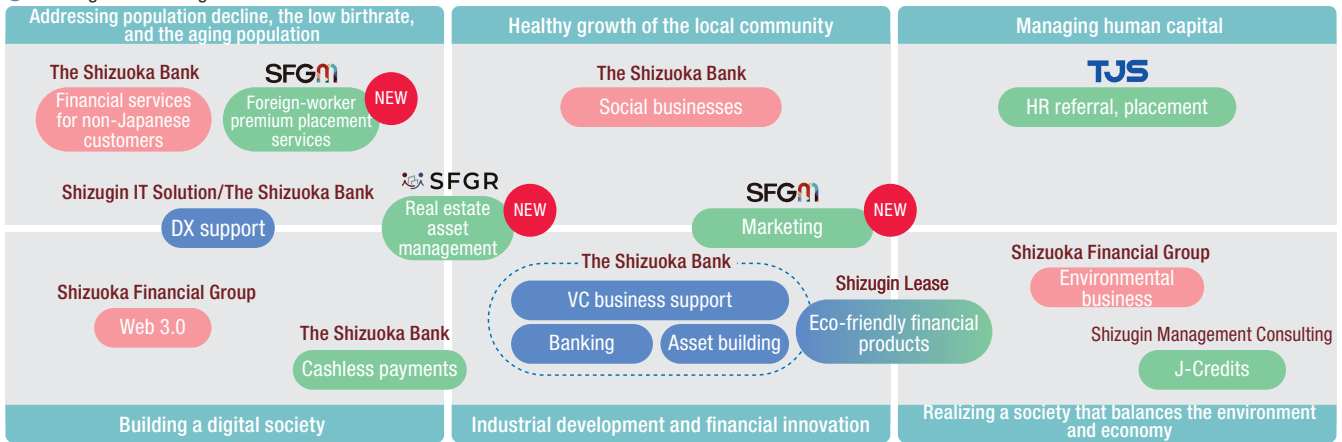 Addressing population decline, the low birthrate,
and the aging population
Healthy growth of the local community
Managing human capital
The Shizuoka Bank
SFGM
Financial services
for non-Japanese
customers
Foreign-worker
premium placement
services
NEW
The Shizuoka Bank
Social businesses
TJS
HR referral, placement
Shizugin IT Solution/The Shizuoka Bank
DX support
SFGR
Real estate
asset
management
NEW
SFGM
Marketing
NEW
Shizuoka Financial Group
Web 3.0
The Shizuoka Bank
Cashless payments
The Shizuoka Bank
VC business support
Banking
Asset building
Shizugin Lease
Eco-friendly financial
products
Shizuoka Financial Group
Environmental
business
Shizugin Management Consulting
J-Credits
Building a digital society
Industrial development and financial innovation
Realizing a society that balances the environment
and economy